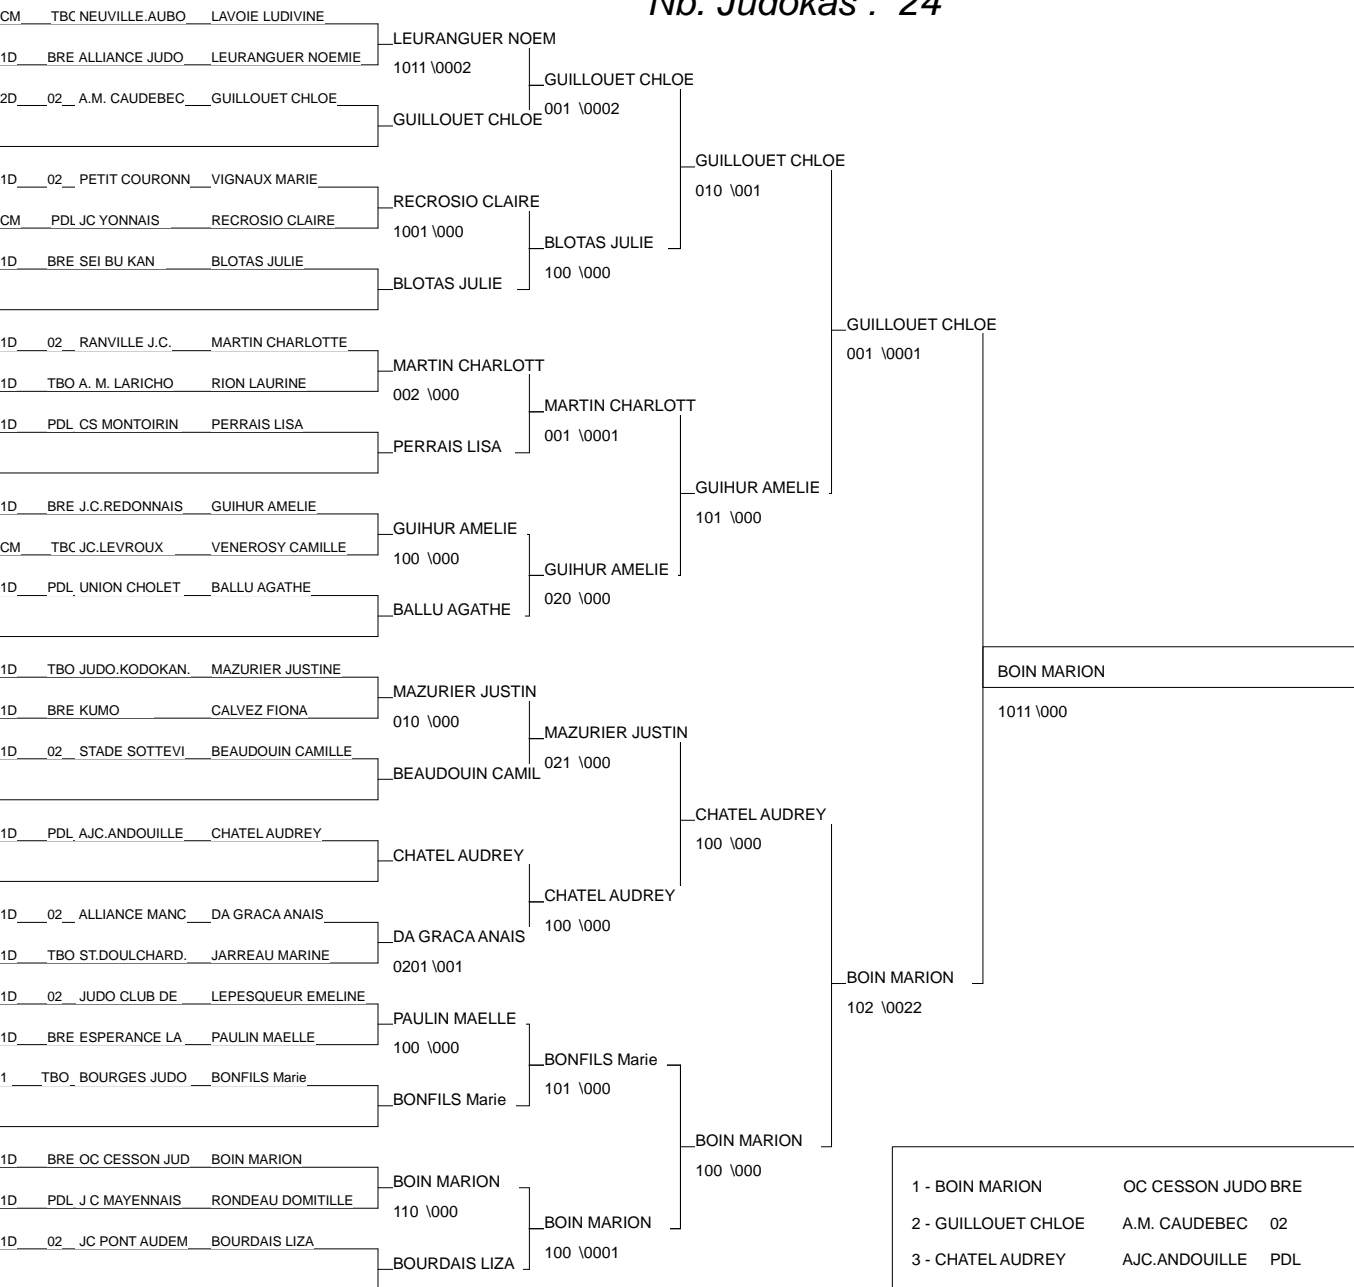 Nb. Judokas : 24
CM TBO NEUVILLE.AUBO LAVOIE LUDIVINE
LEURANGUER NOEM
1D BRE ALLIANCE JUDO LEURANGUER NOEMIE
1011 \0002
GUILLOUET CHLOE
2D 02 A.M. CAUDEBEC GUILLOUET CHLOE
001 \0002
GUILLOUET CHLOE
GUILLOUET CHLOE
1D 02 PETIT COURONN VIGNAUX MARIE
010 \001
RECROSIO CLAIRE
CM PDL JC YONNAIS RECROSIO CLAIRE
1001 \000
BLOTAS JULIE
1D BRE SEI BU KAN BLOTAS JULIE
100 \000
BLOTAS JULIE
GUILLOUET CHLOE
1D 02 RANVILLE J.C. MARTIN CHARLOTTE
001 \0001
MARTIN CHARLOTT
1D TBO A. M. LARICHO RION LAURINE
002 \000
MARTIN CHARLOTT
1D PDL CS MONTOIRIN PERRAIS LISA
001 \0001
PERRAIS LISA
GUIHUR AMELIE
1D BRE J.C.REDONNAIS GUIHUR AMELIE
101 \000
GUIHUR AMELIE
CM TBO JC.LEVROUX VENEROSY CAMILLE
100 \000
GUIHUR AMELIE
1D PDL UNION CHOLET BALLU AGATHE
020 \000
BALLU AGATHE
1D TBO JUDO.KODOKAN. MAZURIER JUSTINE
BOIN MARION
MAZURIER JUSTIN
1D BRE KUMO CALVEZ FIONA
1011 \000
010 \000
MAZURIER JUSTIN
1D 02 STADE SOTTEVI BEAUDOUIN CAMILLE
021 \000
BEAUDOUIN CAMIL
CHATEL AUDREY
1D PDL AJC.ANDOUILLE CHATEL AUDREY
100 \000
CHATEL AUDREY
CHATEL AUDREY
1D 02 ALLIANCE MANC DA GRACA ANAIS
100 \000
DA GRACA ANAIS
1D TBO ST.DOULCHARD. JARREAU MARINE
0201 \001
BOIN MARION
1D 02 JUDO CLUB DE LEPESQUEUR EMELINE
102 \0022
PAULIN MAELLE
1D BRE ESPERANCE LA PAULIN MAELLE
100 \000
BONFILS Marie
1 TBO BOURGES JUDO BONFILS Marie
101 \000
BONFILS Marie
BOIN MARION
1D BRE OC CESSON JUD BOIN MARION
100 \000
BOIN MARION
1 - BOIN MARION OC CESSON JUDO BRE
1D PDL J C MAYENNAIS RONDEAU DOMITILLE
110 \000
BOIN MARION
2 - GUILLOUET CHLOE A.M. CAUDEBEC 02
1D 02 JC PONT AUDEM BOURDAIS LIZA
100 \0001
BOURDAIS LIZA
3 - CHATEL AUDREY AJC.ANDOUILLE PDL